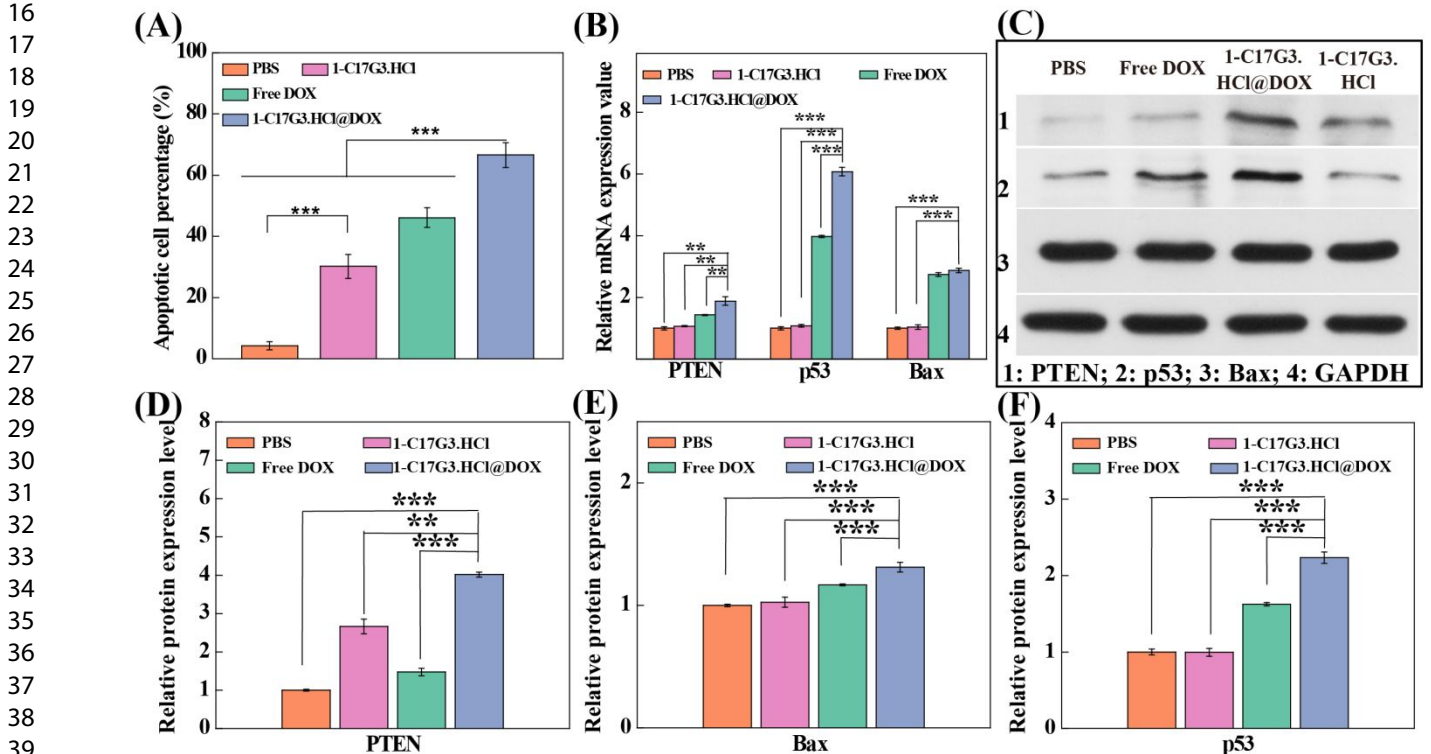 16
17
18
19
20
21
22
23
24
25
26
27
28
29
30
31
32
33
34
35
36
37
38
39
(A)
Apoptotic cell percentage (%)
100
80
60
40
20
0
PBS
1-C17G3.HCl
Free DOX
1-C17G3.HCl@DOX
***
***
(B)
Relative mRNA expression value
8
6
4
2
PBS
1-C17G3.HCl
Free DOX
1-C17G3.HCl@DOX
**
**
**
***
***
***
***
***
PTEN
p53
Bax
(C)
PBS
Free DOX
1-C17G3.
HCl@DOX
1-C17G3.
HCl
1
2
3
4
1: PTEN; 2: p53; 3: Bax; 4: GAPDH
(D)
Relative protein expression level
8
7
6
5
4
3
2
1
0
PBS
1-C17G3.HCl
Free DOX
1-C17G3.HCl@DOX
***
**
***
PTEN
(E)
Relative protein expression level
2
1
0
PBS
1-C17G3.HCl
Free DOX
1-C17G3.HCl@DOX
***
***
***
Bax
(F)
Relative protein expression level
4
3
2
1
0
PBS
1-C17G3.HCl
Free DOX
1-C17G3.HCl@DOX
***
***
***
p53